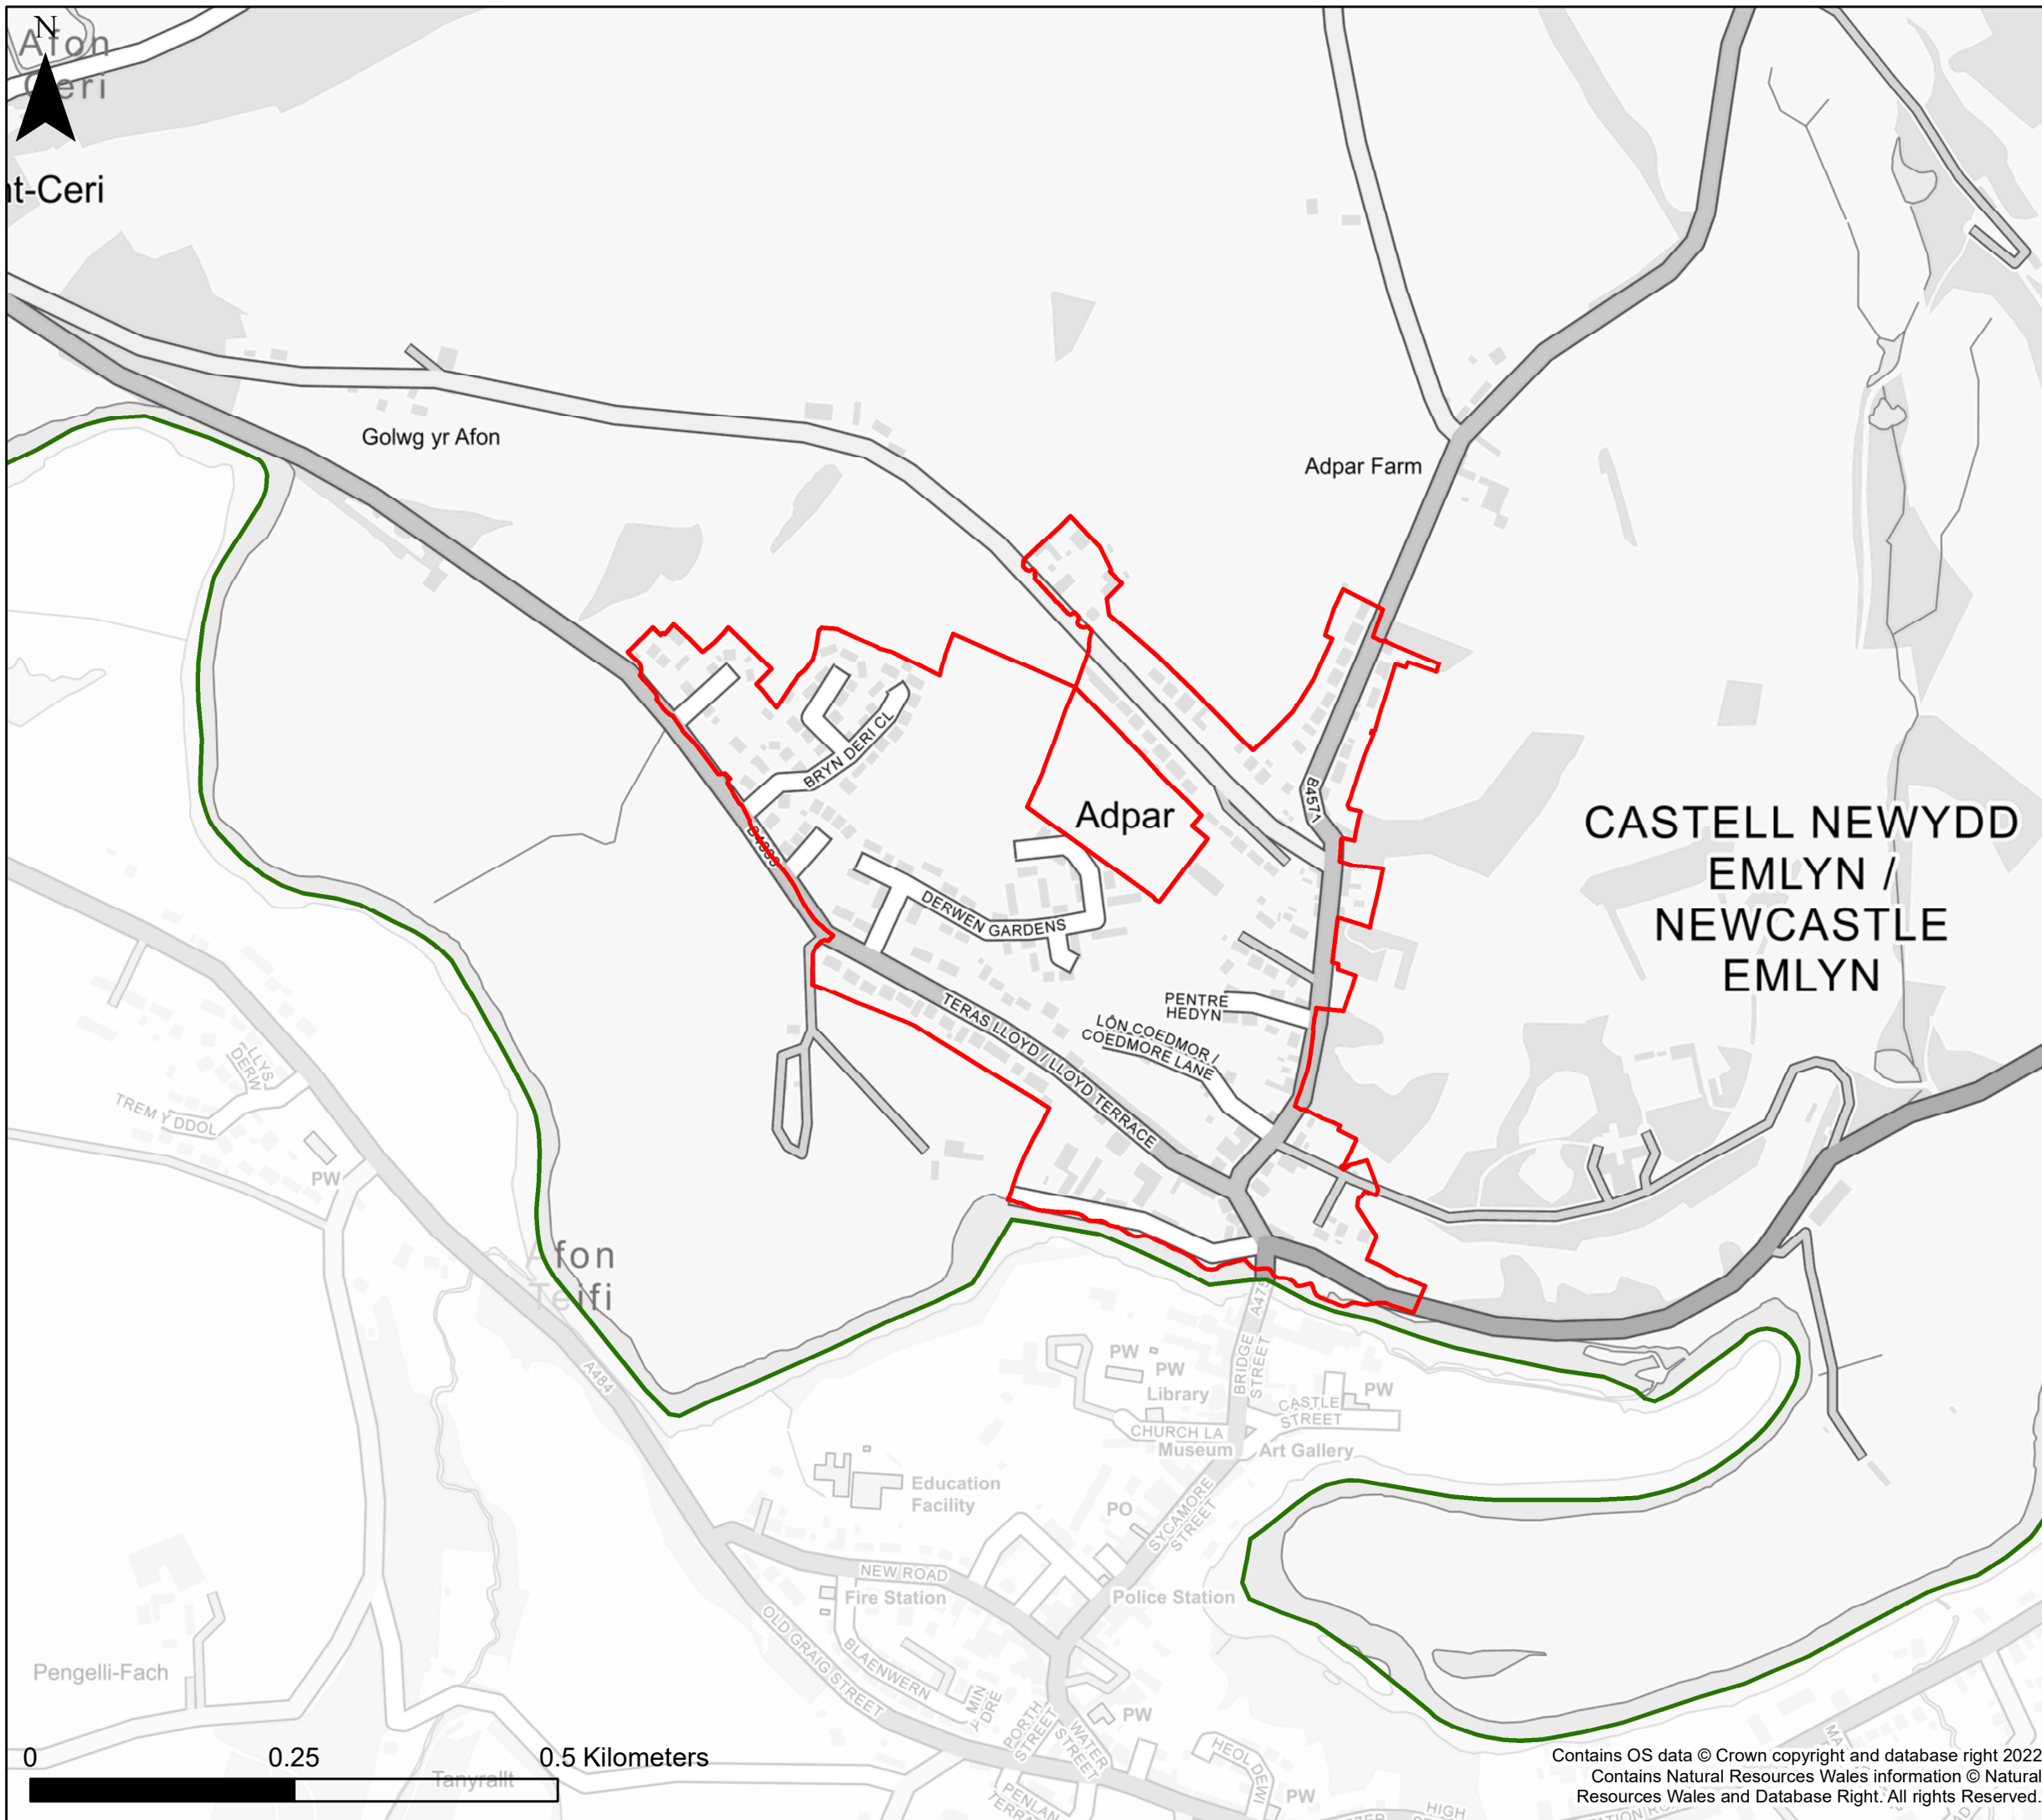 N
Afon
Ceri
nt-Ceri
Golwg yr Afon
Adpar Farm
BRYN DERI CL
B4571
Adpar
CASTELL NEWYDD
EMLYN /
NEWCASTLE
EMLYN
DERWEN GARDENS
PENTRE
HEDYN
LÔN COEDMOR /
COEDMORE LANE
TERAS LLOYD / LLOYD TERRACE
LLYS
DERW
TREM Y DDOL
PW
Afon
Teifi
A484
A475
BRIDGE
STREET
PW
PW
Library
PW
CASTLE
STREET
CHURCH LA
Museum
Art Gallery
Education
Facility
PO
SYCAMORE
STREET
NEW ROAD
Fire Station
Police Station
OLD GRAIG STREET
BLAENWERN
MIN
Y DRE
PORTH
STREET
WATER
STREET
PW
Pengelli-Fach
HEOL DEWI
PW
PENLAN
HIGH
Tanyrallt
0
0.25
0.5 Kilometers
Contains OS data © Crown copyright and database right 2022
Contains Natural Resources Wales information © Natural
Resources Wales and Database Right. All rights Reserved.